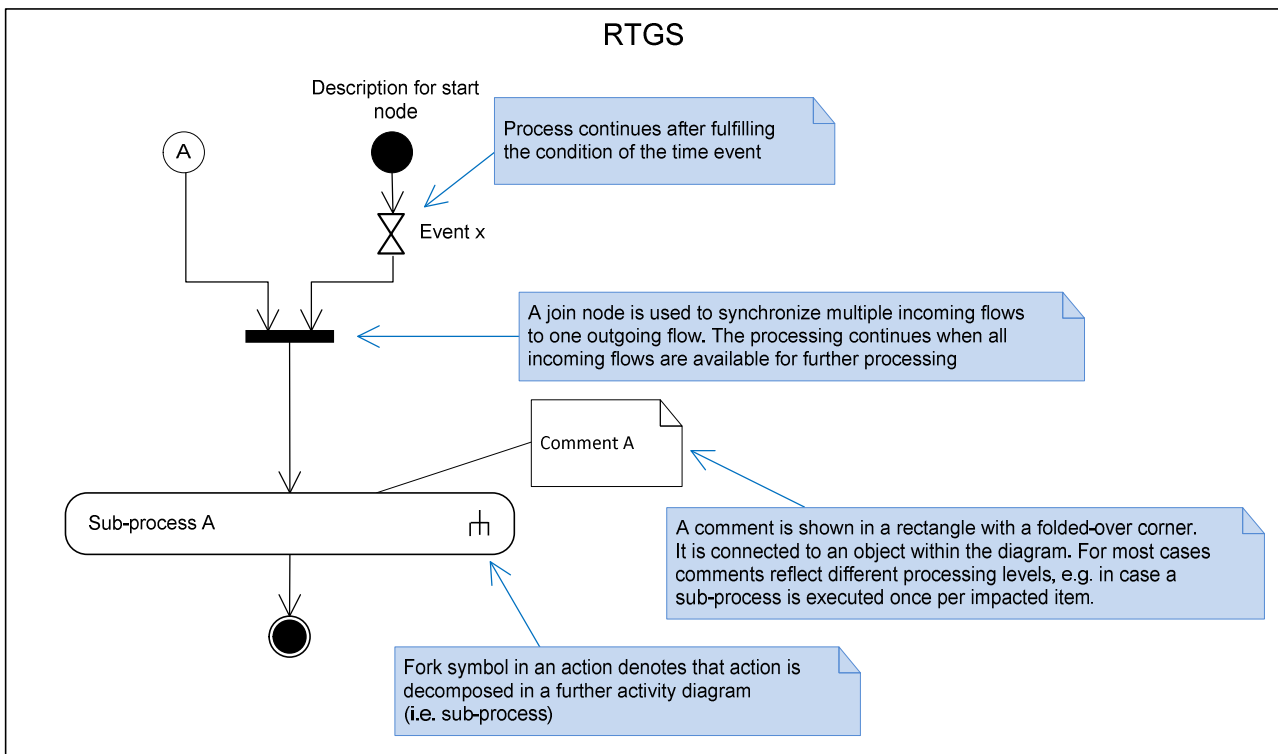 RTGS
Description for start
node
Process continues after fulfilling
the condition of the time event
A
Event x
A join node is used to synchronize multiple incoming flows
to one outgoing flow. The processing continues when all
incoming flows are available for further processing
Comment A
Sub-process A
A comment is shown in a rectangle with a folded-over corner.
It is connected to an object within the diagram. For most cases
comments reflect different processing levels, e.g. in case a
sub-process is executed once per impacted item.
Fork symbol in an action denotes that action is
decomposed in a further activity diagram
(i.e. sub-process)